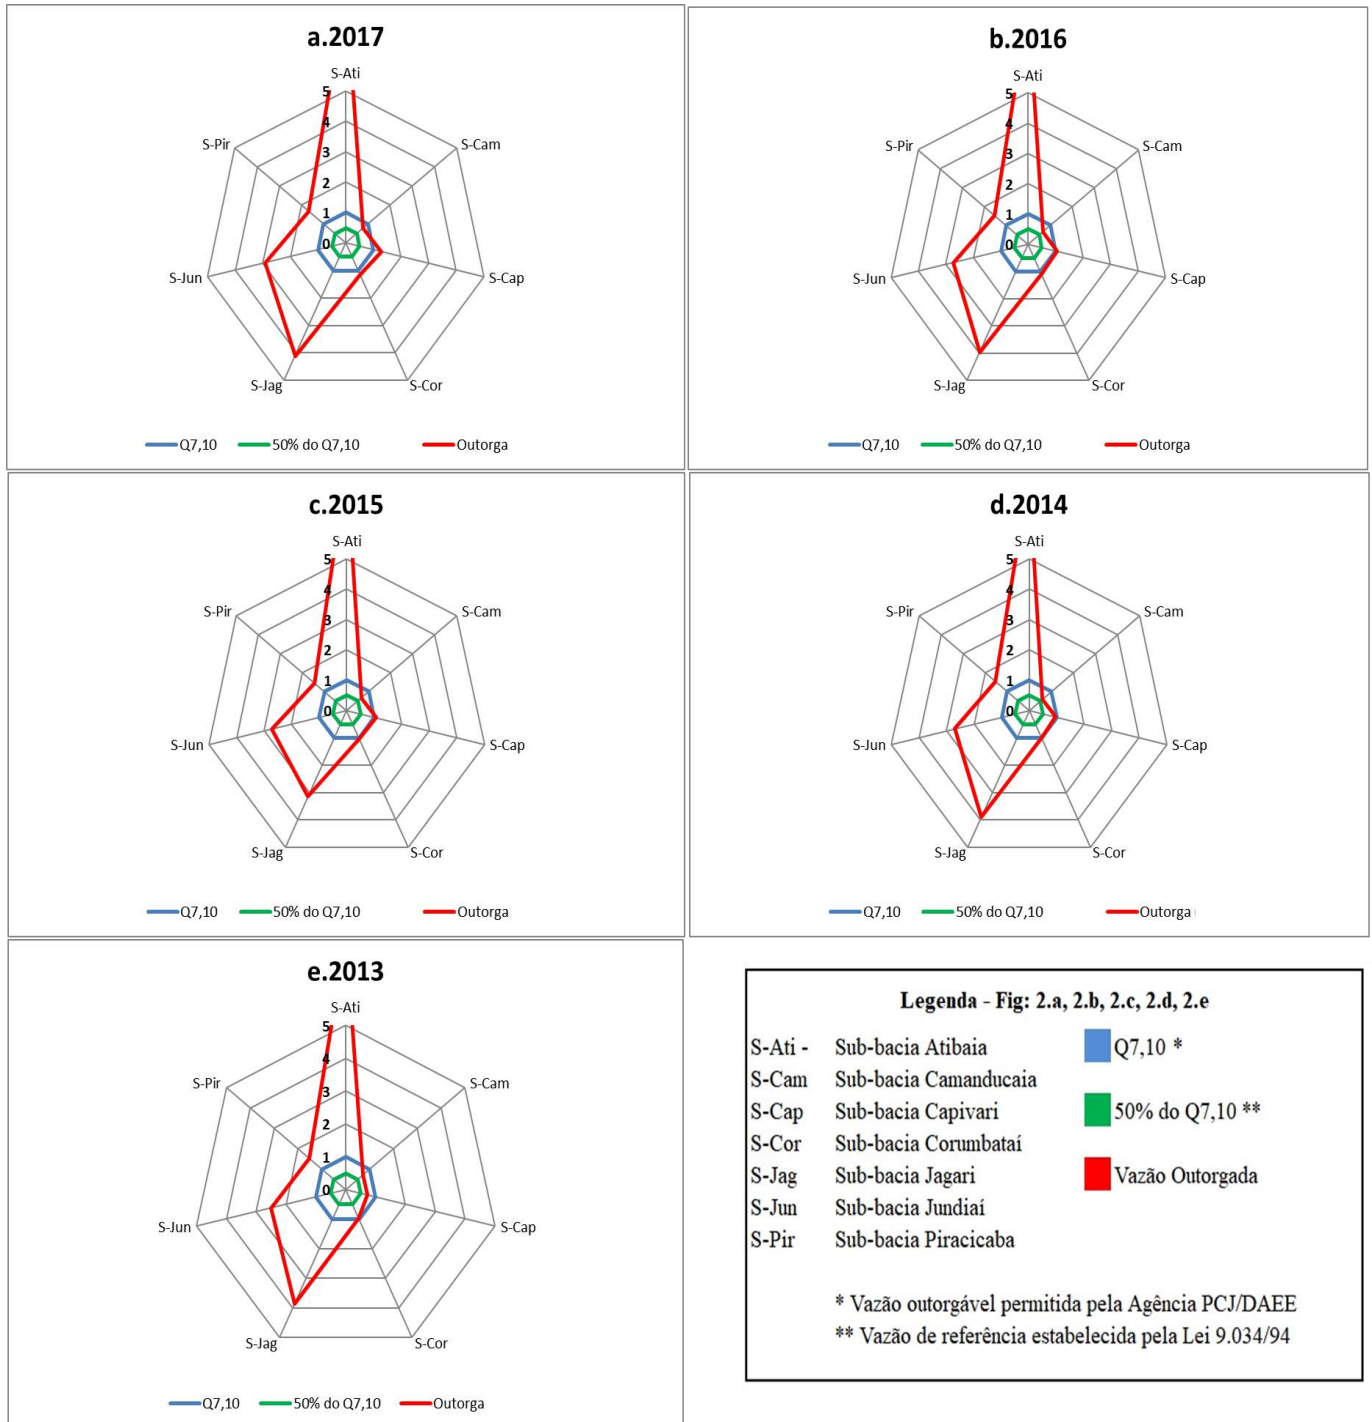 a.2017
S-Ati
5
4
3
2
1
0
S-Cam
S-Cap
S-Cor
S-Jag
S-Jun
S-Pir
Q7,10 50% do Q7,10 Outorga
b.2016
S-Ati
5
4
3
2
1
0
S-Cam
S-Cap
S-Cor
S-Jag
S-Jun
S-Pir
Q7,10 50% do Q7,10 Outorga
c.2015
S-Ati
5
4
3
2
1
0
S-Cam
S-Cap
S-Cor
S-Jag
S-Jun
S-Pir
Q7,10 50% do Q7,10 Outorga
d.2014
S-Ati
5
4
3
2
1
0
S-Cam
S-Cap
S-Cor
S-Jag
S-Jun
S-Pir
Q7,10 50% do Q7,10 Outorga
e.2013
S-Ati
5
4
3
2
1
0
S-Cam
S-Cap
S-Cor
S-Jag
S-Jun
S-Pir
Q7,10 50% do Q7,10 Outorga
Legenda - Fig: 2.a, 2.b, 2.c, 2.d, 2.e
S-Ati - Sub-bacia Atibaia Q7,10 *
S-Cam Sub-bacia Camanducaia
S-Cap Sub-bacia Capivari 50% do Q7,10 **
S-Cor Sub-bacia Corumbataí
S-Jag Sub-bacia Jagari Vazão Outorgada
S-Jun Sub-bacia Jundiaí
S-Pir Sub-bacia Piracicaba
* Vazão outorgável permitida pela Agência PCJ/DAEE
** Vazão de referência estabelecida pela Lei 9.034/94